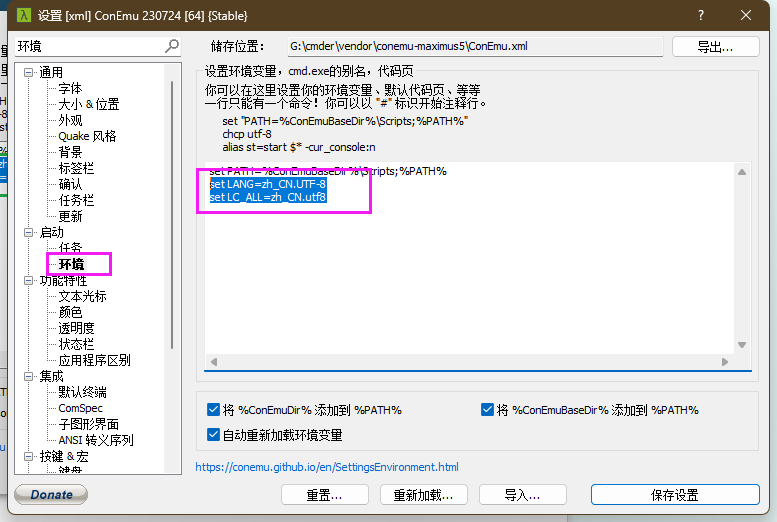 设置 [xml] ConEmu 230724 [64] {Stable}
环境
储存位置:
G:\cmder\vendor\conemu-maximus5\ConEmu.xml
导出...
通用
字体
大小 & 位置
外观
Quake 风格
背景
标签栏
确认
任务栏
更新
启动
任务
环境
功能特性
文本光标
颜色
透明度
状态栏
应用程序区别
集成
默认终端
ComSpec
子图形界面
ANSI 转义序列
按键 & 宏
键盘
设置环境变量，cmd.exe的别名，代码页
你可以在这里设置你的环境变量、默认代码页、等等
一行只能有一个命令！你可以以 "#" 标识开始注释行。
set "PATH=%ConEmuBaseDir%\Scripts;%PATH%"
chcp utf-8
alias st=start $* -cur_console:n
set PATH=%ConEmuBaseDir%\Scripts;%PATH%
set LANG=zh_CN.UTF-8
set LC_ALL=zh_CN.utf8
将 %ConEmuDir% 添加到 %PATH%
将 %ConEmuBaseDir% 添加到 %PATH%
自动重新加载环境变量
https://conemu.github.io/en/SettingsEnvironment.html
Donate
重置...
重新加载...
导入...
保存设置